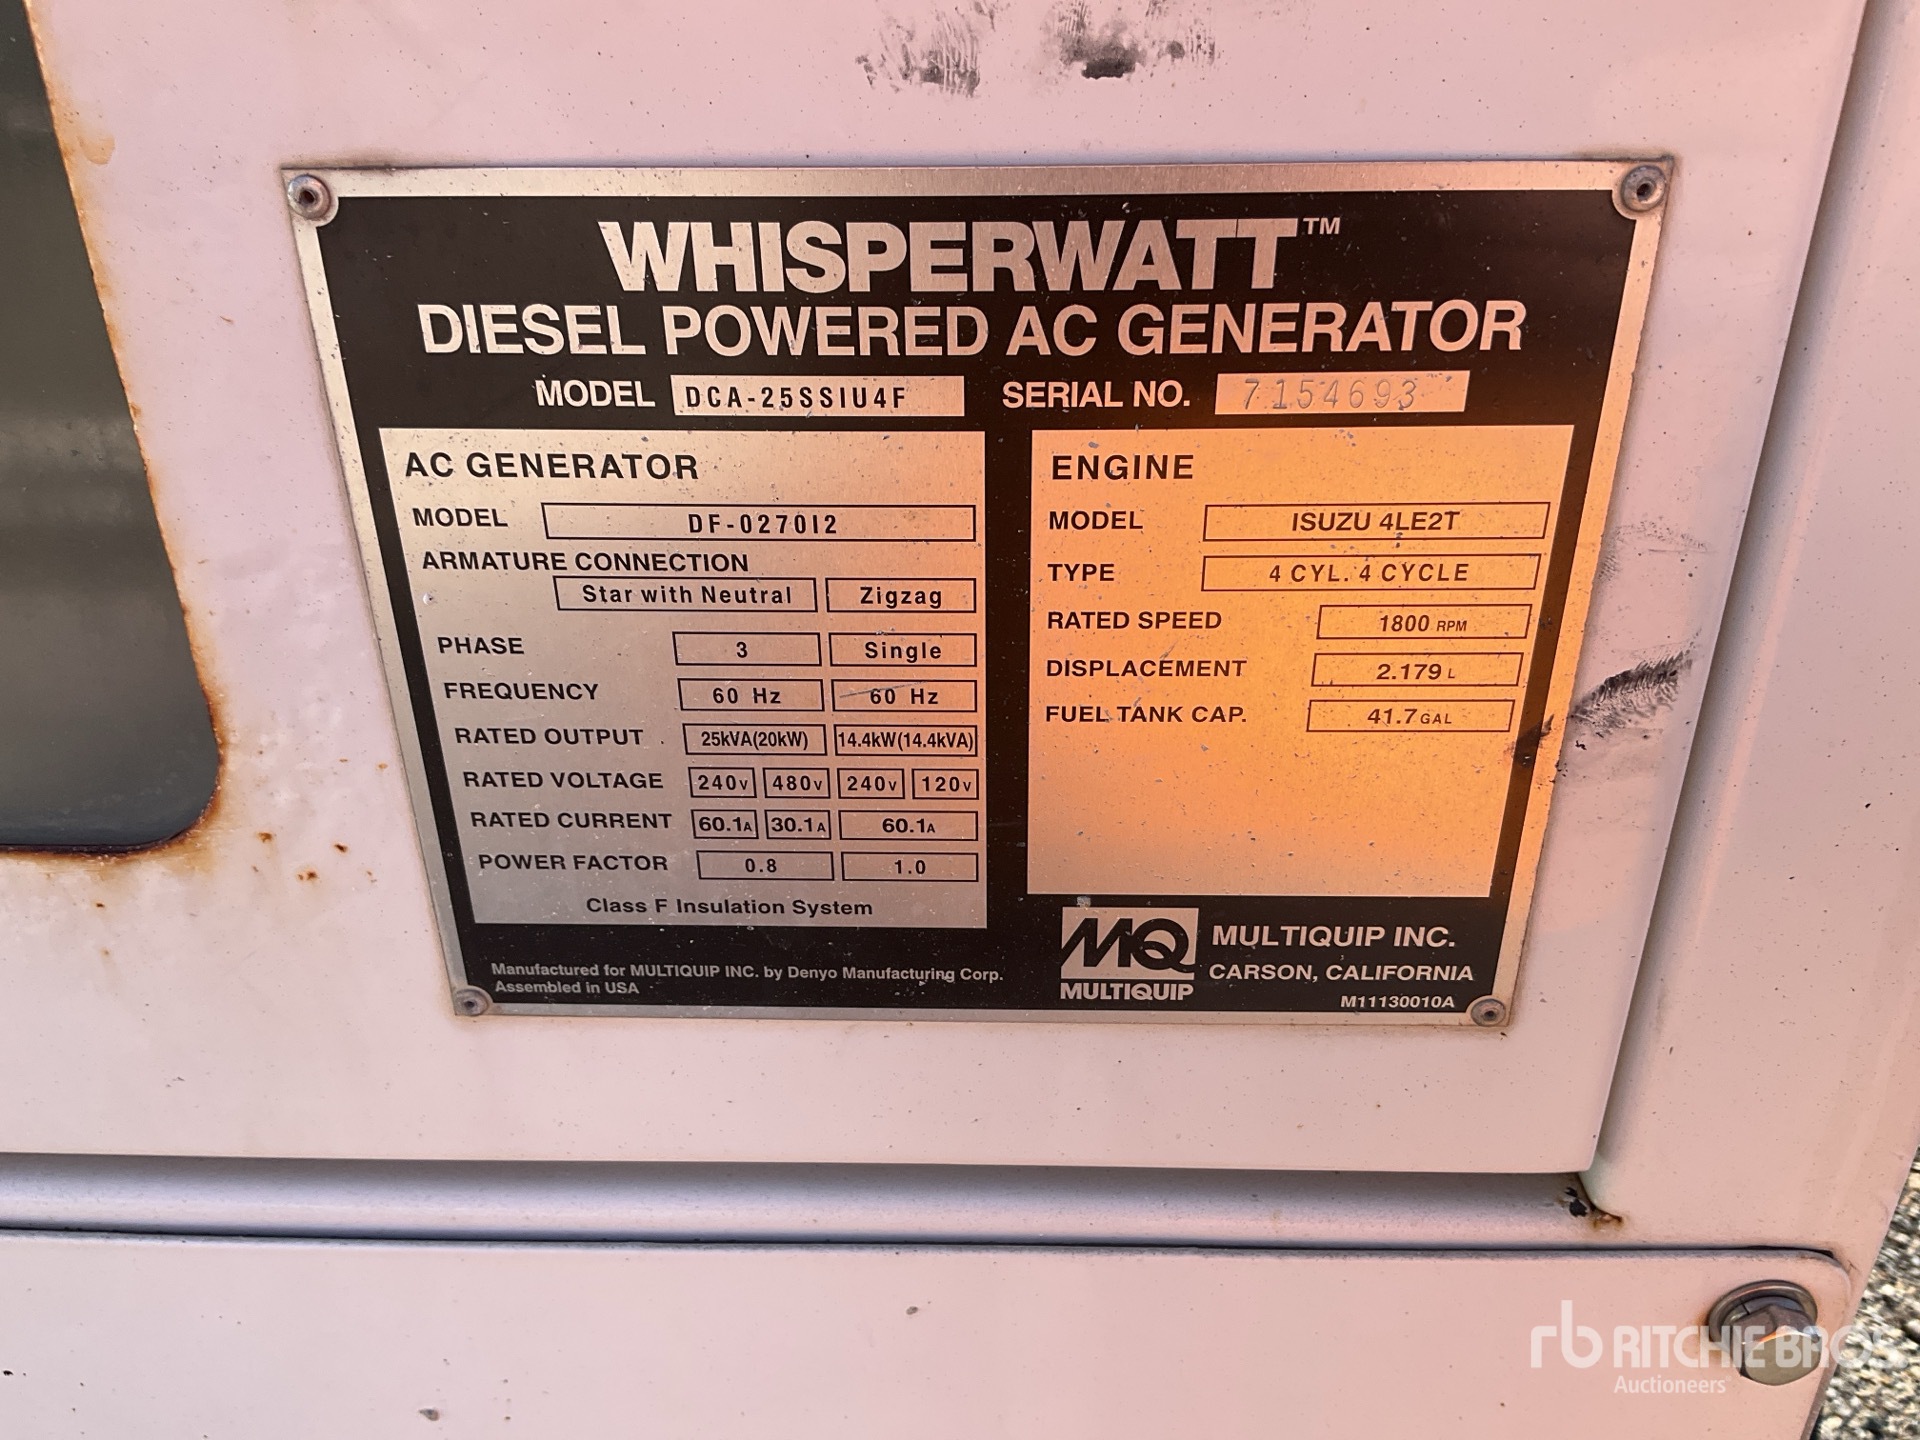 WHISPERWATT™
DIESEL POWERED AC GENERATOR
MODEL DCA-25SSIU4F SERIAL NO. 7154693
AC GENERATOR
MODEL DF-0270I2
ARMATURE CONNECTION
Star with Neutral Zigzag
PHASE 3 Single
FREQUENCY 60 Hz 60 Hz
RATED OUTPUT 25kVA(20kW) 14.4kW(14.4kVA)
RATED VOLTAGE 240V 480V 240V 120V
RATED CURRENT 60.1A 30.1A 60.1A
POWER FACTOR 0.8 1.0
Class F Insulation System
ENGINE
MODEL ISUZU 4LE2T
TYPE 4 CYL. 4 CYCLE
RATED SPEED 1800 RPM
DISPLACEMENT 2.179 L
FUEL TANK CAP. 41.7 GAL
Manufactured for MULTIQUIP INC. by Denyo Manufacturing Corp.
Assembled in USA
MQ
MULTIQUIP
MULTIQUIP INC.
CARSON, CALIFORNIA
M11130010A
rb RITCHIE BROS.
Auctioneers